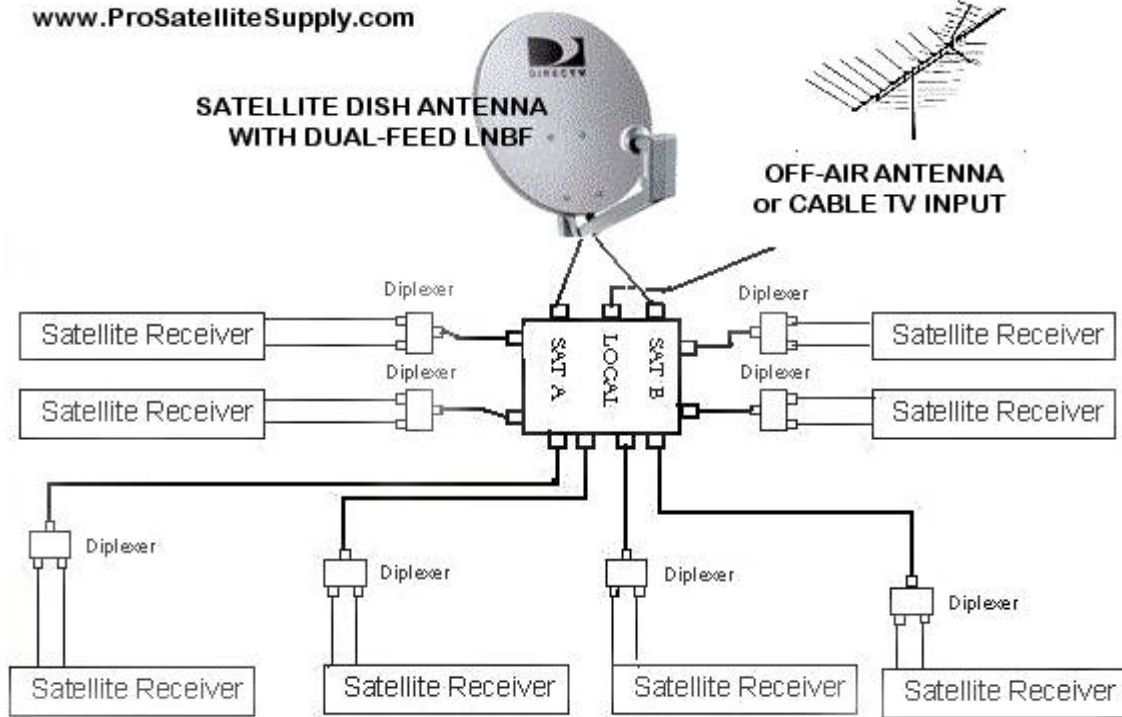 www.ProSatelliteSupply.com
DIRECTV
SATELLITE DISH ANTENNA
WITH DUAL-FEED LNBF
OFF-AIR ANTENNA
or CABLE TV INPUT
Diplexer
Diplexer
Satellite Receiver
SAT A
LOCAL
SAT B
Satellite Receiver
Diplexer
Diplexer
Satellite Receiver
Satellite Receiver
Diplexer
Diplexer
Diplexer
Diplexer
Satellite Receiver
Satellite Receiver
Satellite Receiver
Satellite Receiver